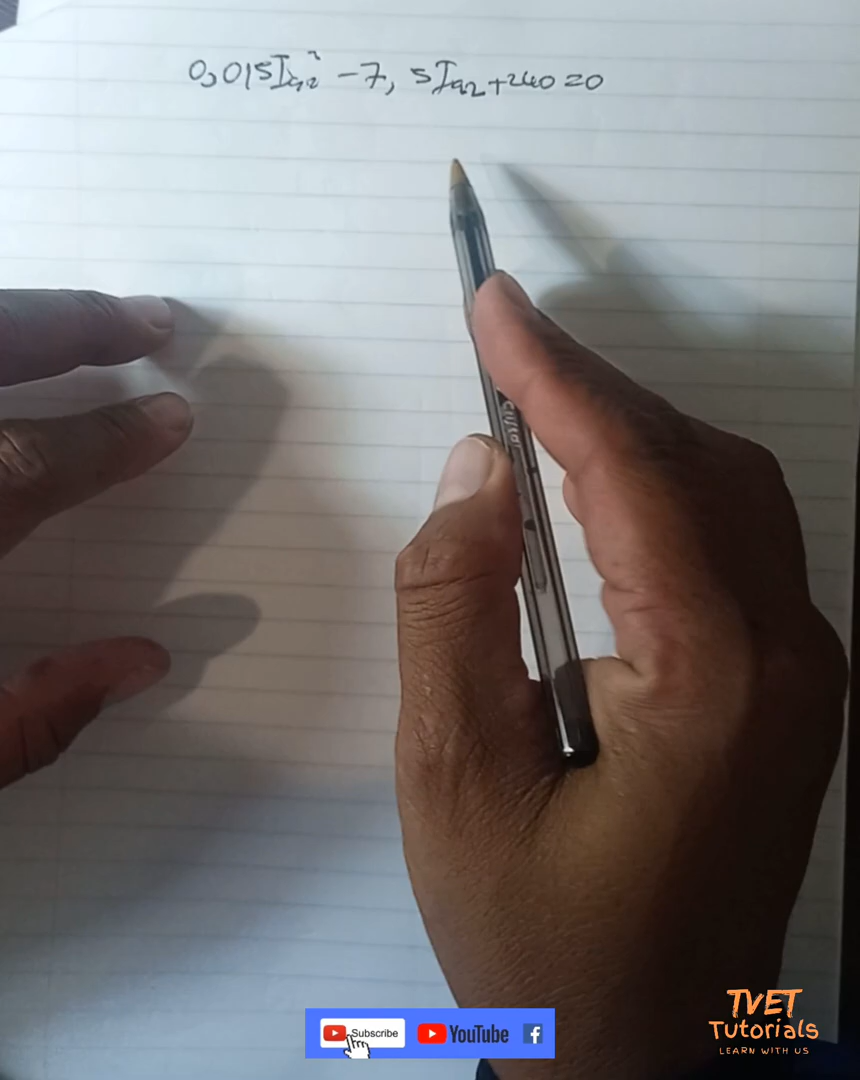 0,015Ia2² - 7,5Ia2 +240 = 0
Subscribe
YouTube
TVET
Tutorials
LEARN WITH US